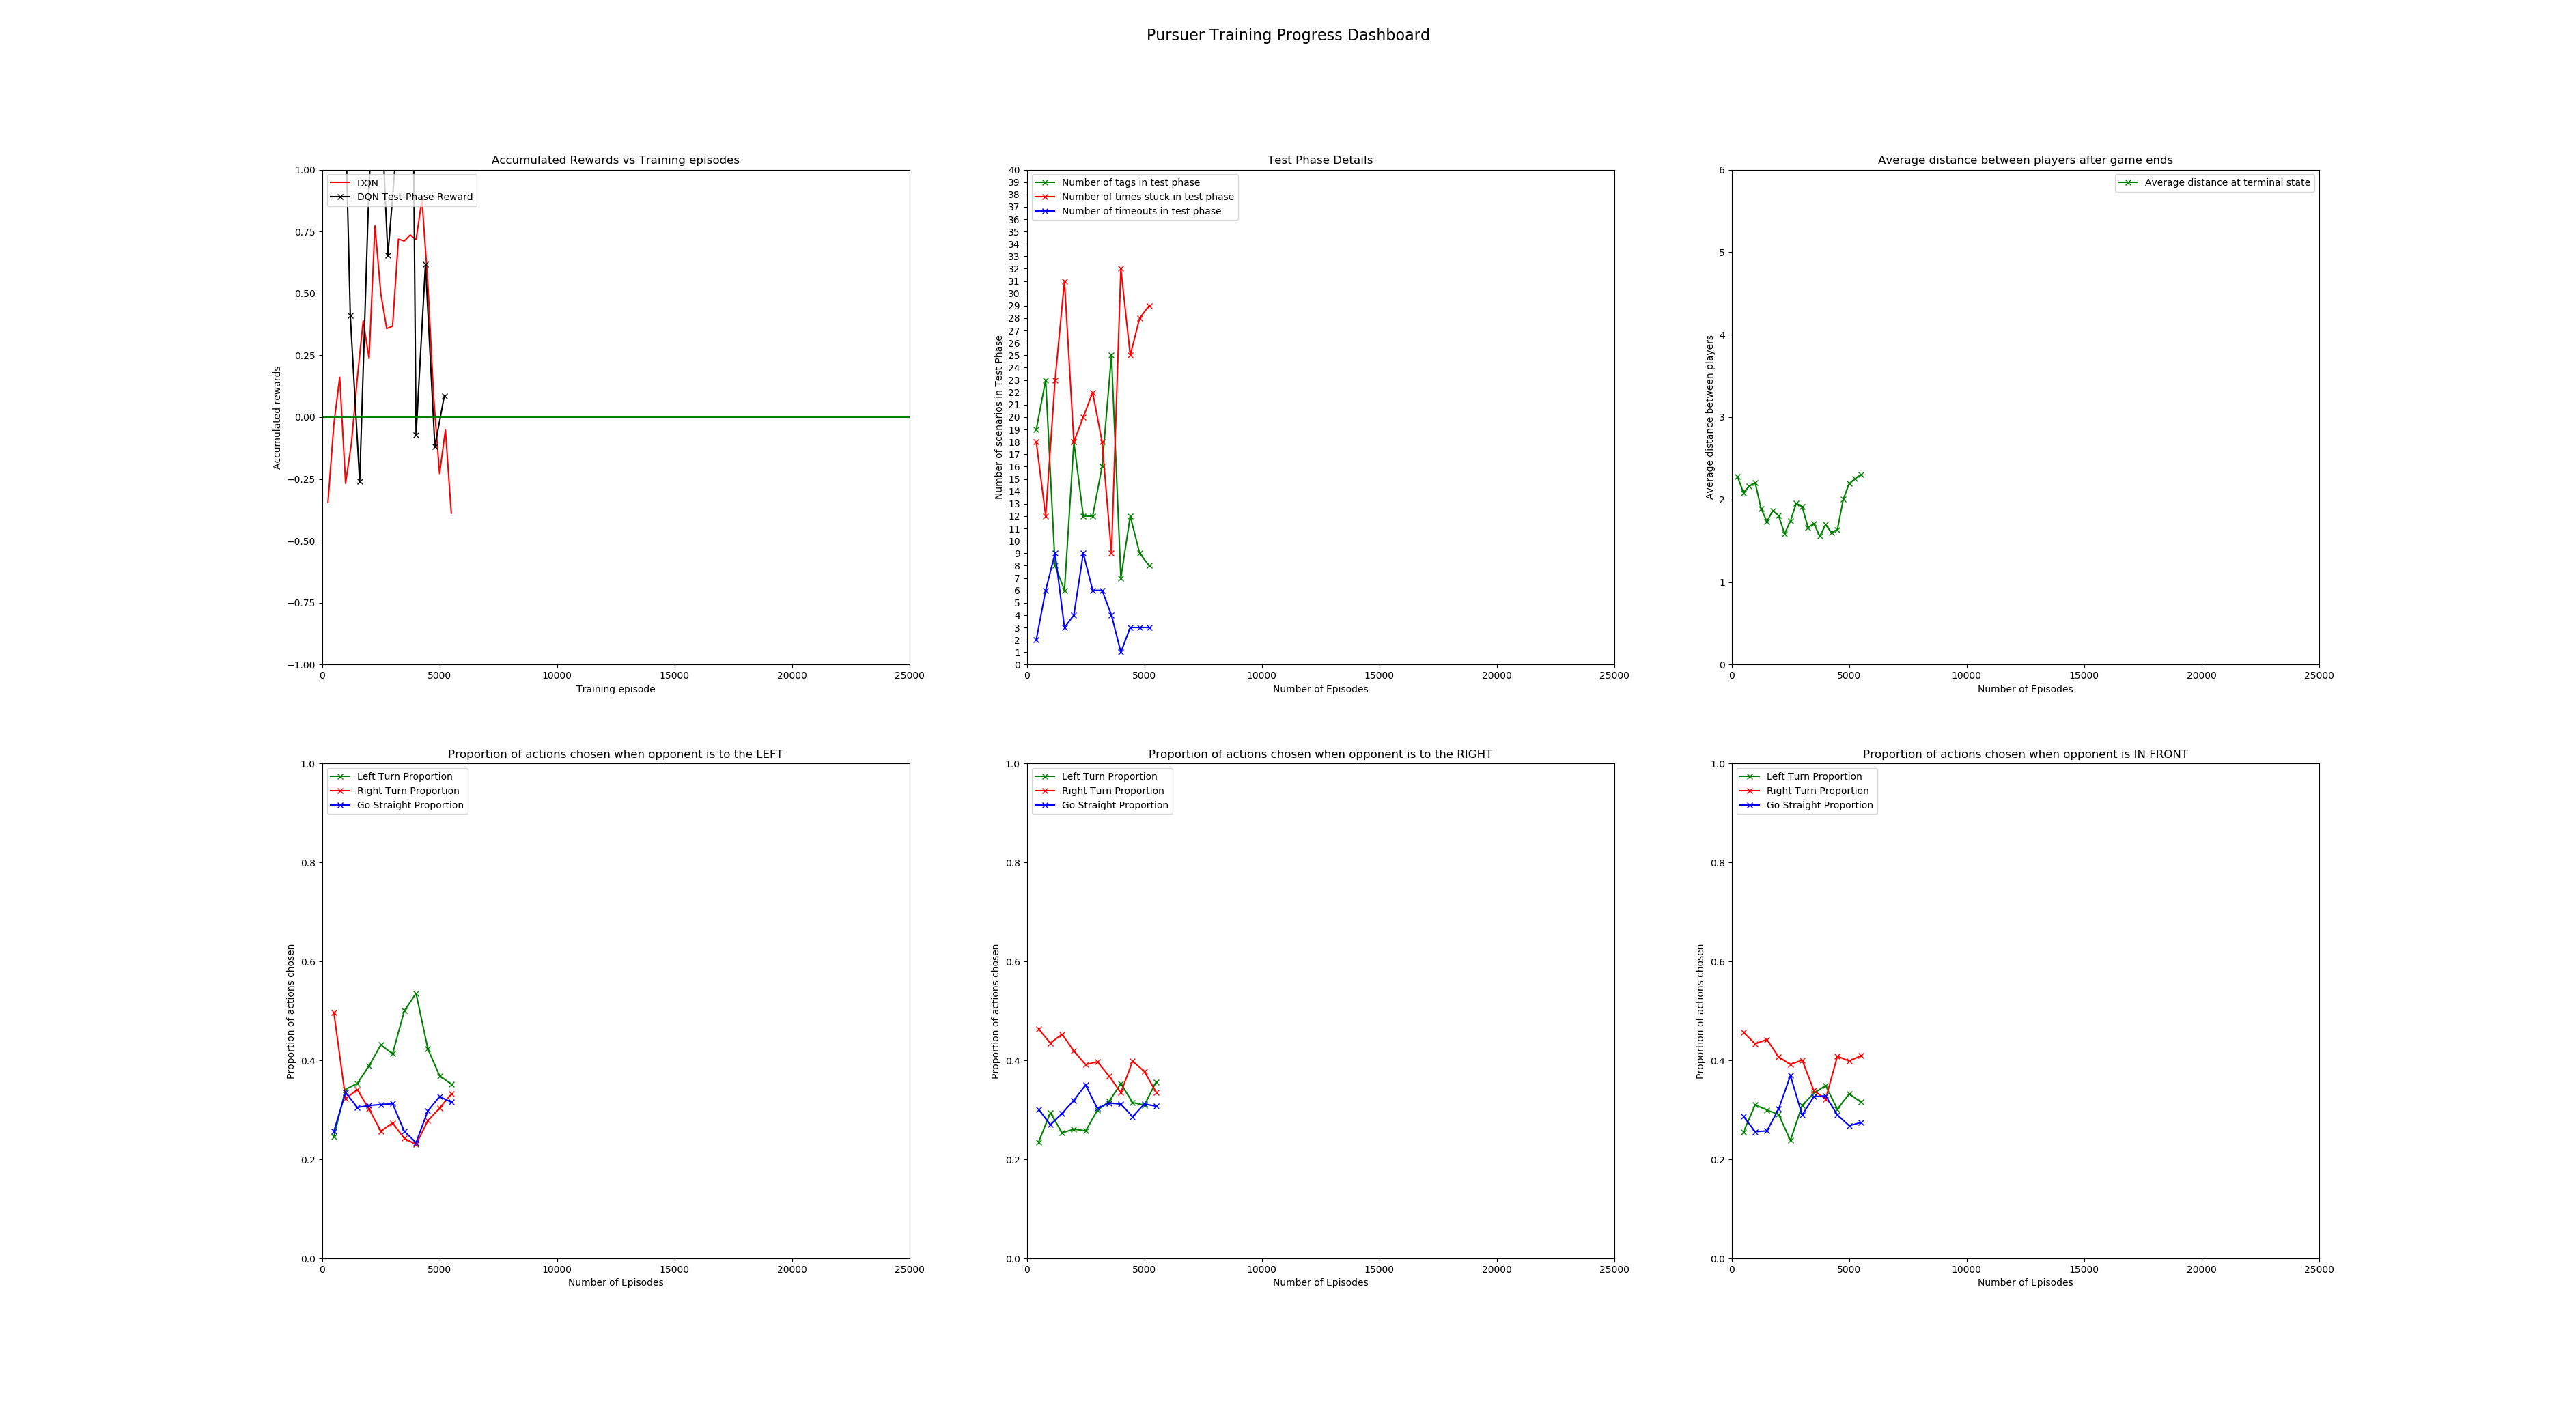 Pursuer Training Progress Dashboard
Accumulated Rewards vs Training episodes
1.00
0.75
0.50
0.25
0.00
−0.25
−0.50
−0.75
−1.00
Accumulated rewards
DQN
DQN Test-Phase Reward
0 5000 10000 15000 20000 25000
Training episode
Test Phase Details
40
39
38
37
36
35
34
33
32
31
30
29
28
27
26
25
24
23
22
21
20
19
18
17
16
15
14
13
12
11
10
9
8
7
6
5
4
3
2
1
0
Number of scenarios in Test Phase
Number of tags in test phase
Number of times stuck in test phase
Number of timeouts in test phase
0 5000 10000 15000 20000 25000
Number of Episodes
Average distance between players after game ends
6
5
4
3
2
1
0
Average distance between players
Average distance at terminal state
0 5000 10000 15000 20000 25000
Number of Episodes
Proportion of actions chosen when opponent is to the LEFT
1.0
0.8
0.6
0.4
0.2
0.0
Proportion of actions chosen
Left Turn Proportion
Right Turn Proportion
Go Straight Proportion
0 5000 10000 15000 20000 25000
Number of Episodes
Proportion of actions chosen when opponent is to the RIGHT
1.0
0.8
0.6
0.4
0.2
0.0
Proportion of actions chosen
Left Turn Proportion
Right Turn Proportion
Go Straight Proportion
0 5000 10000 15000 20000 25000
Number of Episodes
Proportion of actions chosen when opponent is IN FRONT
1.0
0.8
0.6
0.4
0.2
0.0
Proportion of actions chosen
Left Turn Proportion
Right Turn Proportion
Go Straight Proportion
0 5000 10000 15000 20000 25000
Number of Episodes